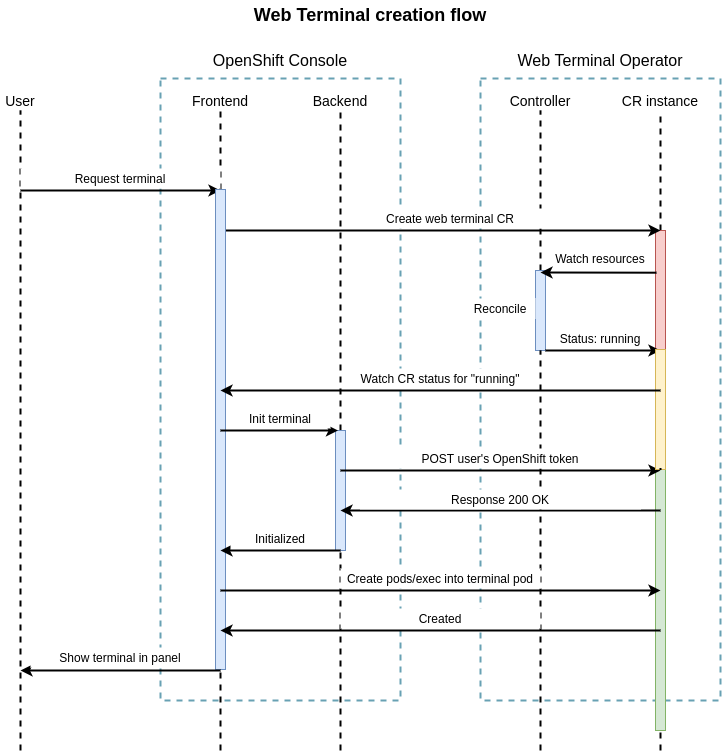 Web Terminal creation flow
OpenShift Console
Web Terminal Operator
User
Frontend
Backend
Controller
CR instance
Request terminal
Create web terminal CR
Watch resources
Reconcile
Status: running
Watch CR status for "running"
Init terminal
POST user's OpenShift token
Response 200 OK
Initialized
Create pods/exec into terminal pod
Created
Show terminal in panel